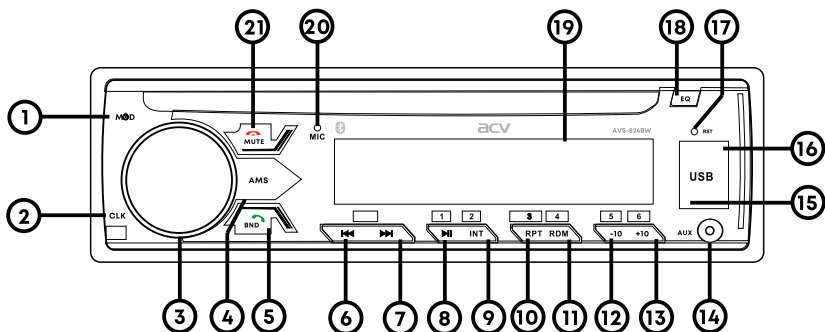 21 20 19 18 17
1 MOD
MUTE
MIC
acv
AVS-824BW
EQ
RST
16
AMS
USB
2 CLK
BND
1 2 3 4 5 6
15
INT RPT RDM -10 +10
AUX
3 4 5 6 7 8 9 10 11 12 13 14